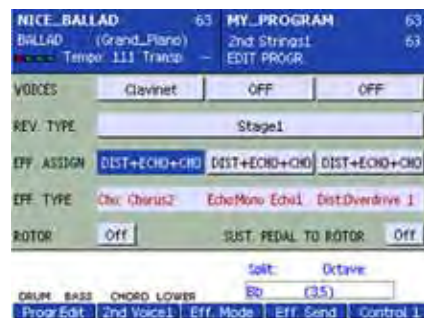 NICE_BALLAD 63 MY_PROGRAM 63
BALLAD (Grand_Piano) 2nd Strings1 63
Tempo: 111 Transp. -- EDIT PROGR.
VOICES Clavinet OFF OFF
REV. TYPE Stage1
EFF ASSIGN DIST+ECHO+CHO DIST+ECHO+CHO DIST+ECHO+CHO
EFF TYPE Cho: Chorus2 Echo:Mono Echo1 Dist:Overdrive 1
ROTOR Off SUST. PEDAL TO ROTOR Off
Split: Octave:
DRUM BASS CHORD LOWER Bb (3.5)
Progr.Edit 2nd Voice1 Eff. Mode Eff. Send Control 1